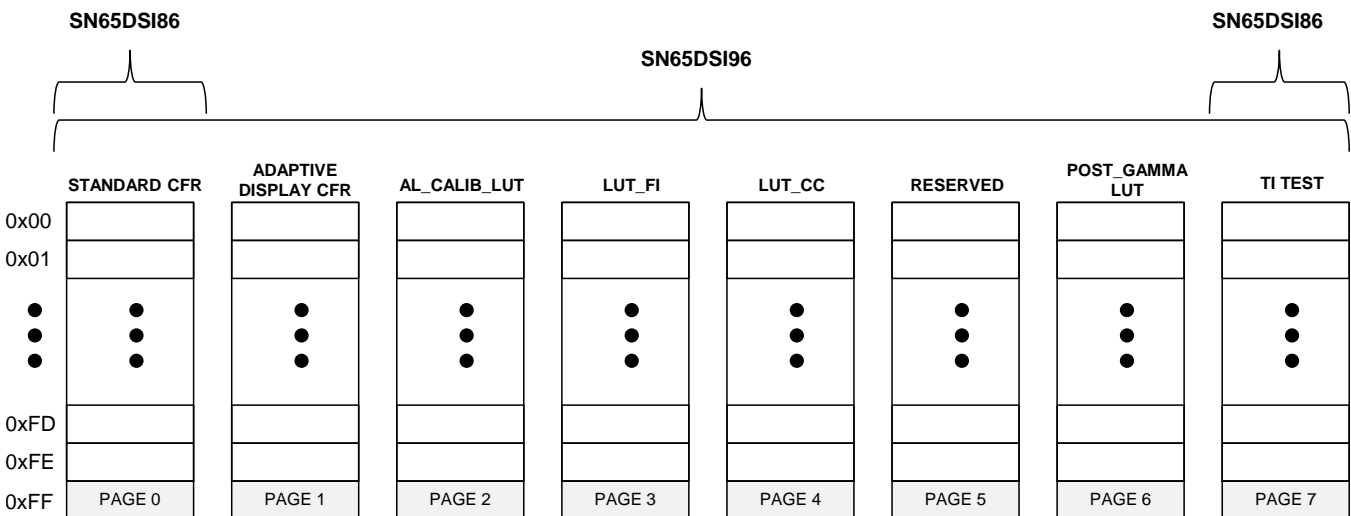 SN65DSI86
SN65DSI86
SN65DSI96
STANDARD CFR
ADAPTIVE
DISPLAY CFR
AL_CALIB_LUT
LUT_FI
LUT_CC
RESERVED
POST_GAMMA
LUT
TI TEST
0x00
0x01
0xFD
0xFE
0xFF
PAGE 0
PAGE 1
PAGE 2
PAGE 3
PAGE 4
PAGE 5
PAGE 6
PAGE 7